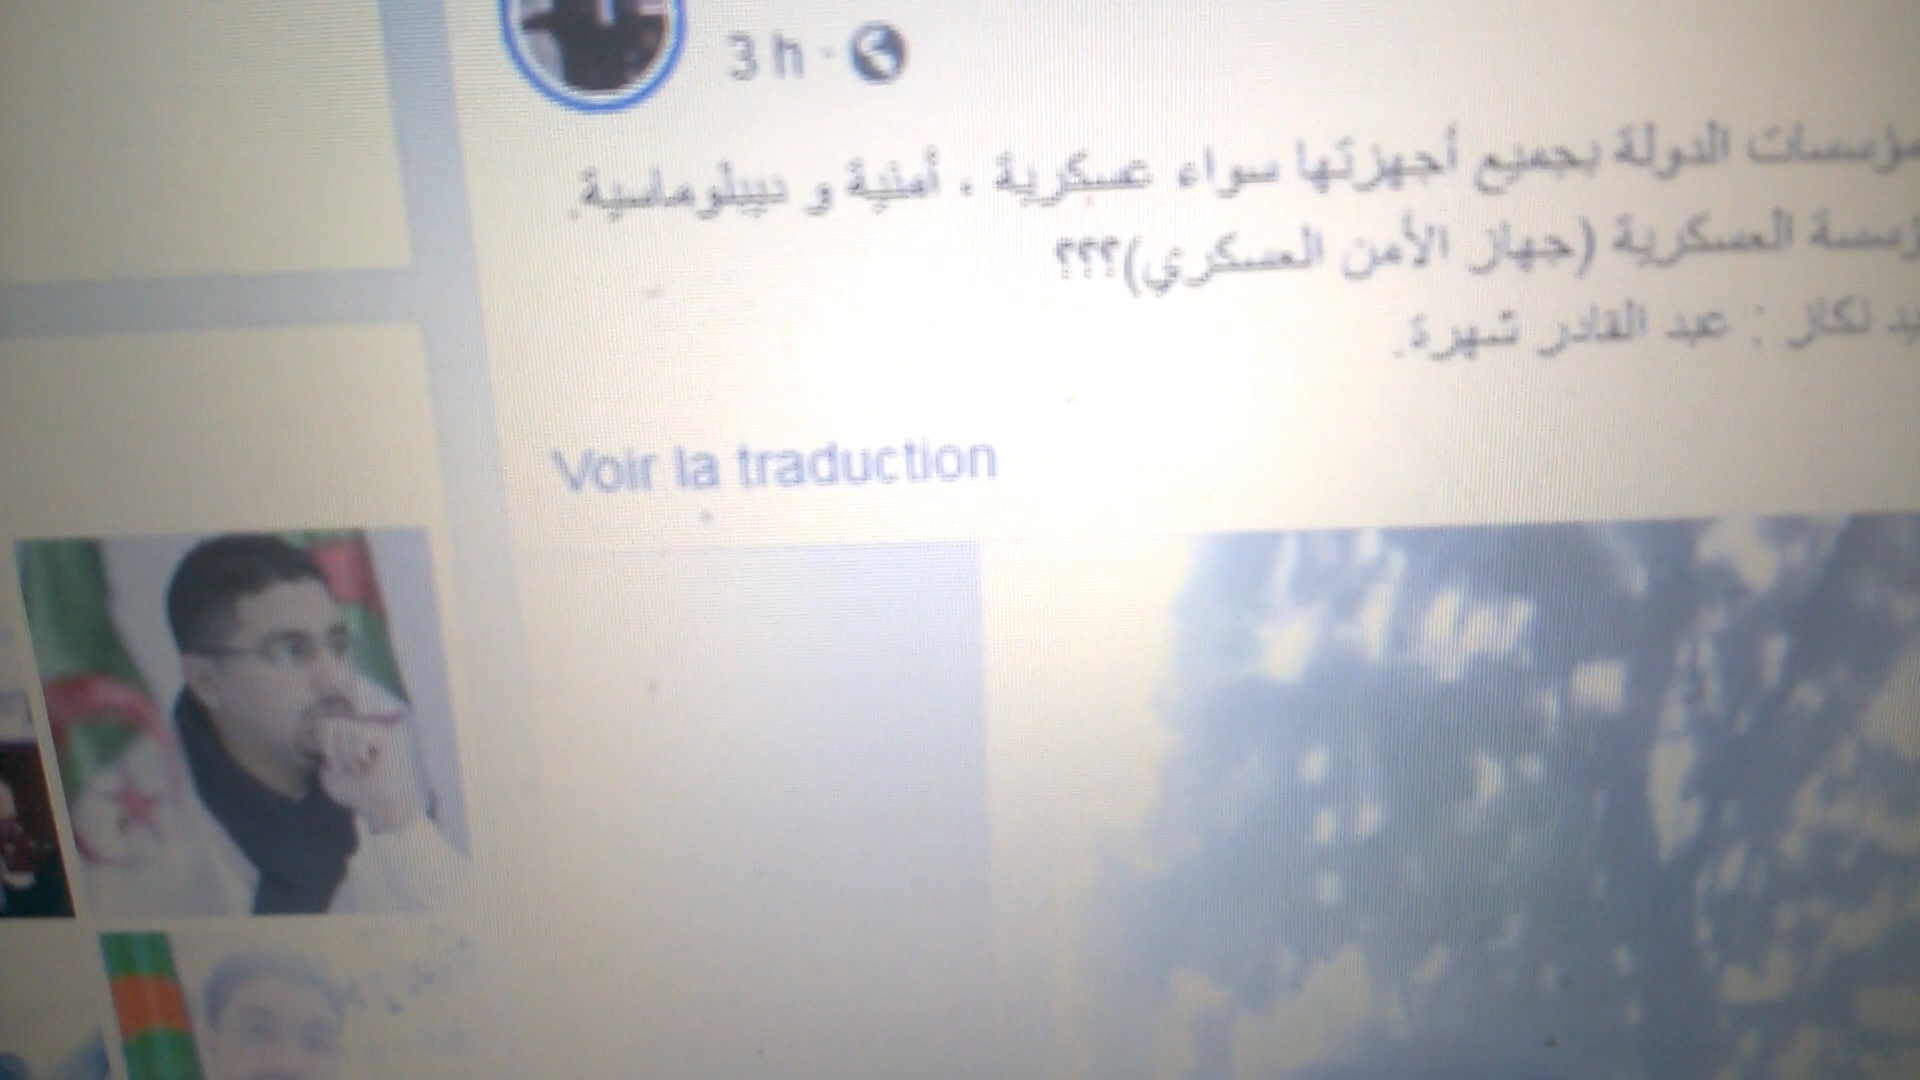 3 h ·
مؤسسات الدولة بجميع أجهزتها سواء عسكرية ، أمنية و ديبلوماسية.
العسكرية (جهاز الأمن العسكري)؟؟؟
نكاز : عبد القادر شهرة.
Voir la traduction